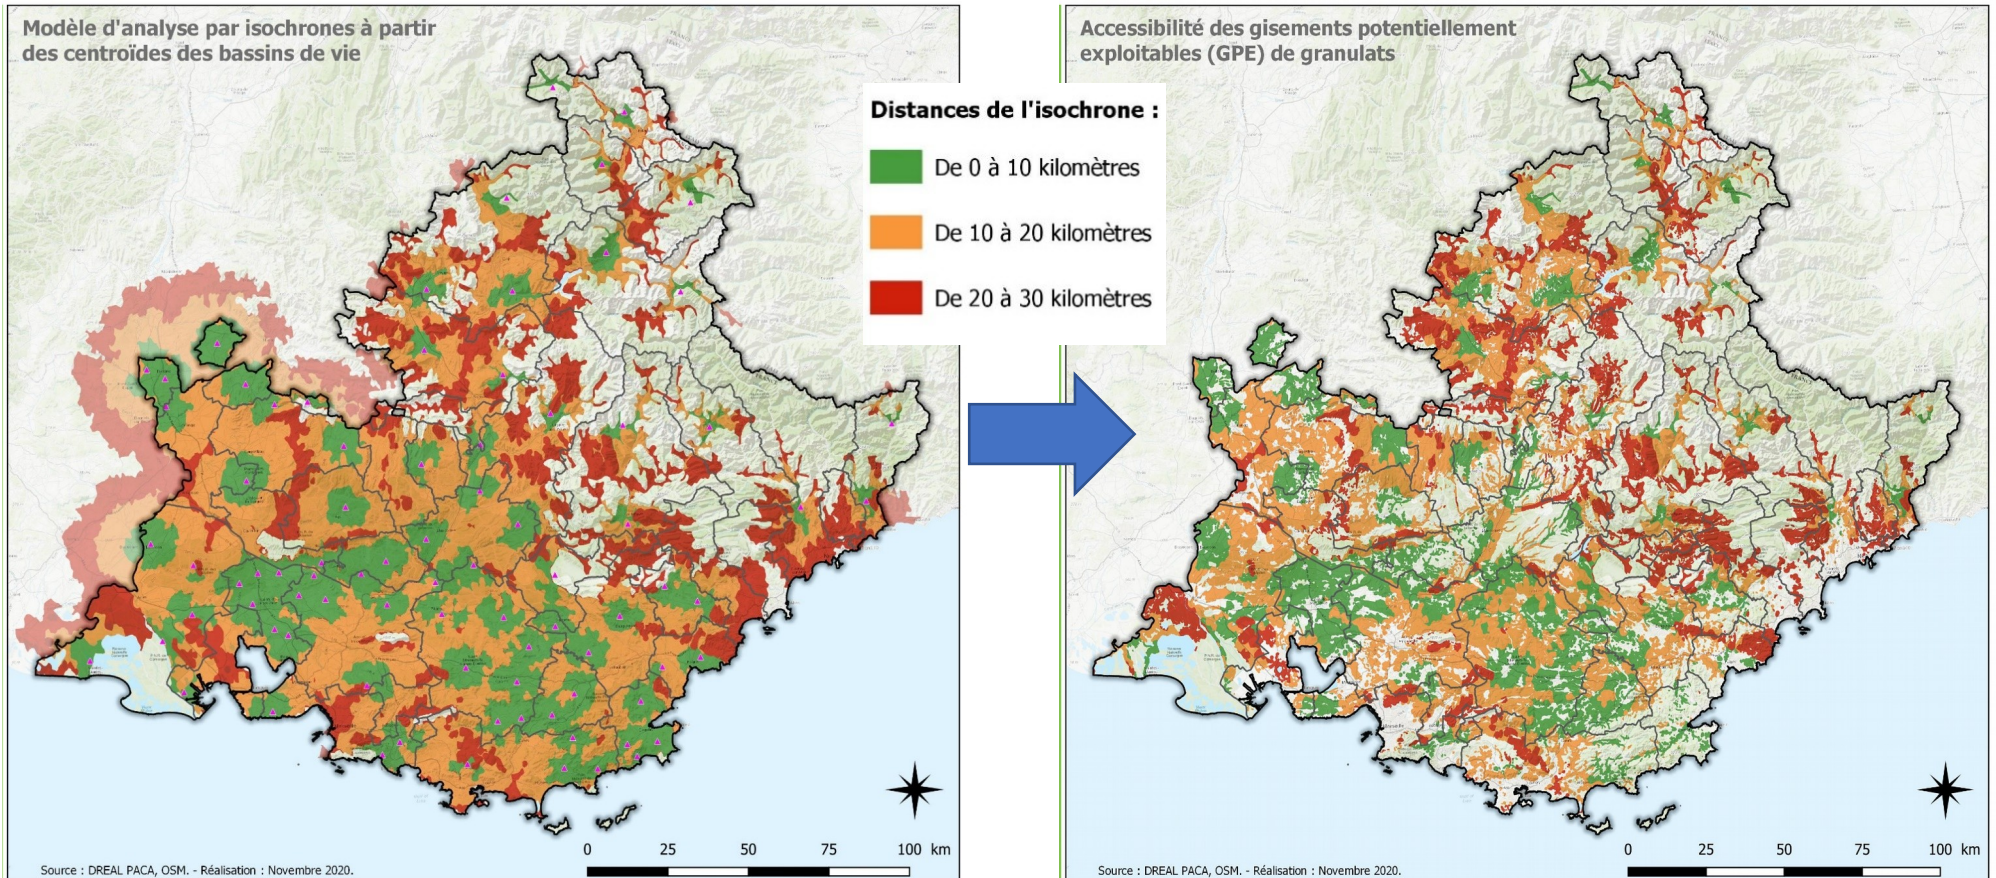 Modèle d'analyse par isochrones à partir
des centroïdes des bassins de vie
Source : DREAL PACA, OSM. - Réalisation : Novembre 2020.
0 25 50 75 100 km
Distances de l'isochrone :
De 0 à 10 kilomètres
De 10 à 20 kilomètres
De 20 à 30 kilomètres
Accessibilité des gisements potentiellement
exploitables (GPE) de granulats
Source : DREAL PACA, OSM. - Réalisation : Novembre 2020.
0 25 50 75 100 km